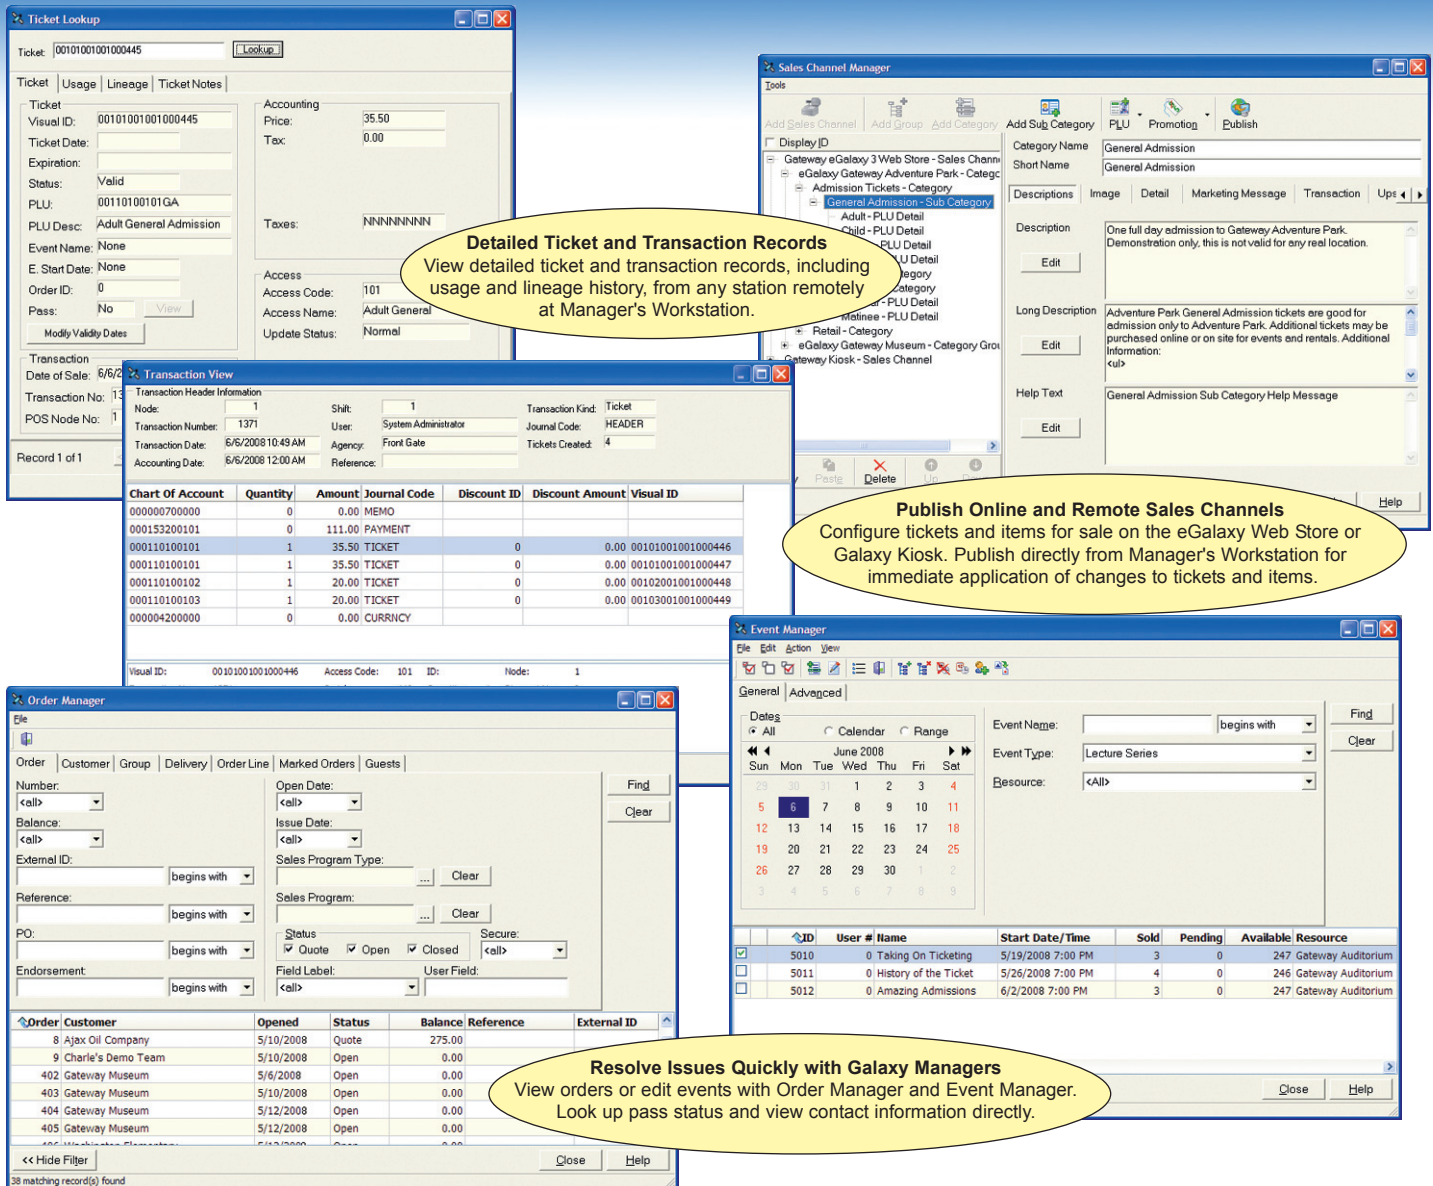 Ticket Lookup
Ticket: 00101001001000445 Lookup
Ticket Usage Lineage Ticket Notes
Ticket
Visual ID: 00101001001000445
Ticket Date:
Expiration:
Status: Valid
PLU: 00110100101GA
PLU Desc: Adult General Admission
Event Name: None
E. Start Date: None
Order ID: 0
Pass: No View
Modify Validity Dates
Transaction
Date of Sale: 6/6/2
Transaction No: 13
POS Node No: 1
Record 1 of 1
Accounting
Price: 35.50
Tax: 0.00
Taxes: NNNNNNNN
Access
Access Code: 101
Access Name: Adult General
Update Status: Normal
Detailed Ticket and Transaction Records
View detailed ticket and transaction records, including
usage and lineage history, from any station remotely
at Manager's Workstation.
Sales Channel Manager
Tools
Add Sales Channel Add Group Add Category Add Sub Category PLU Promotion Publish
Display ID
Gateway eGalaxy 3 Web Store - Sales Chann
eGalaxy Gateway Adventure Park - Catego
Admission Tickets - Category
General Admission - Sub Category
Adult - PLU Detail
Child - PLU Detail
PLU Detail
PLU Detail
ategory
ategory
ar - PLU Detail
Matinee - PLU Detail
Retail - Category
eGalaxy Gateway Museum - Category Grou
Gateway Kiosk - Sales Channel
Paste Delete Up
Category Name General Admission
Short Name General Admission
Descriptions Image Detail Marketing Message Transaction Ups
Description
One full day admission to Gateway Adventure Park.
Demonstration only, this is not valid for any real location.
Edit
Long Description
Adventure Park General Admission tickets are good for
admission only to Adventure Park. Additional tickets may be
purchased online or on site for events and rentals. Additional
Information:
<ul>
Edit
Help Text
General Admission Sub Category Help Message
Edit
Help
Publish Online and Remote Sales Channels
Configure tickets and items for sale on the eGalaxy Web Store or
Galaxy Kiosk. Publish directly from Manager's Workstation for
immediate application of changes to tickets and items.
Transaction View
Transaction Header Information
Node: 1 Shift: 1 Transaction Kind: Ticket
Transaction Number: 1371 User: System Administrator Journal Code: HEADER
Transaction Date: 6/6/2008 10:49 AM Agency: Front Gate Tickets Created: 4
Accounting Date: 6/6/2008 12:00 AM Reference:
Chart Of Account Quantity Amount Journal Code Discount ID Discount Amount Visual ID
000000700000 0 0.00 MEMO
000153200101 0 111.00 PAYMENT
000110100101 1 35.50 TICKET 0 0.00 00101001001000446
000110100101 1 35.50 TICKET 0 0.00 00101001001000447
000110100102 1 20.00 TICKET 0 0.00 00102001001000448
000110100103 1 20.00 TICKET 0 0.00 00103001001000449
000004200000 0 0.00 CURRNCY
Visual ID: 00101001001000446 Access Code: 101 ID: Node: 1
Order Manager
File
Order Customer Group Delivery Order Line Marked Orders Guests
Number:
<all>
Balance:
<all>
External ID:
begins with
Reference:
begins with
PO:
begins with
Endorsement:
begins with
Open Date:
<all>
Issue Date:
<all>
Sales Program Type:
... Clear
Sales Program:
... Clear
Status Secure:
Quote Open Closed <all>
Field Label: User Field:
<all>
Find
Clear
Order Customer Opened Status Balance Reference External ID
8 Ajax Oil Company 5/10/2008 Quote 275.00
9 Charle's Demo Team 5/10/2008 Open 0.00
402 Gateway Museum 5/6/2008 Open 0.00
403 Gateway Museum 5/10/2008 Open 0.00
404 Gateway Museum 5/12/2008 Open 0.00
405 Gateway Museum 5/12/2008 Open 0.00
406 Washington Elementary 5/12/2008 Open 0.00
<< Hide Filter Close Help
38 matching record(s) found
Event Manager
File Edit Action View
General Advanced
Dates
All Calendar Range
June 2008
Sun Mon Tue Wed Thu Fri Sat
29 30 31 1 2 3 4
5 6 7 8 9 10 11
12 13 14 15 16 17 18
19 20 21 22 23 24 25
26 27 28 29 30 1 2
3 4 5 6 7 8 9
Event Name: begins with
Event Type: Lecture Series
Resource: <All>
Find
Clear
ID User # Name Start Date/Time Sold Pending Available Resource
5010 0 Taking On Ticketing 5/19/2008 7:00 PM 3 0 247 Gateway Auditorium
5011 0 History of the Ticket 5/26/2008 7:00 PM 4 0 246 Gateway Auditorium
5012 0 Amazing Admissions 6/2/2008 7:00 PM 3 0 247 Gateway Auditorium
Close Help
Resolve Issues Quickly with Galaxy Managers
View orders or edit events with Order Manager and Event Manager.
Look up pass status and view contact information directly.